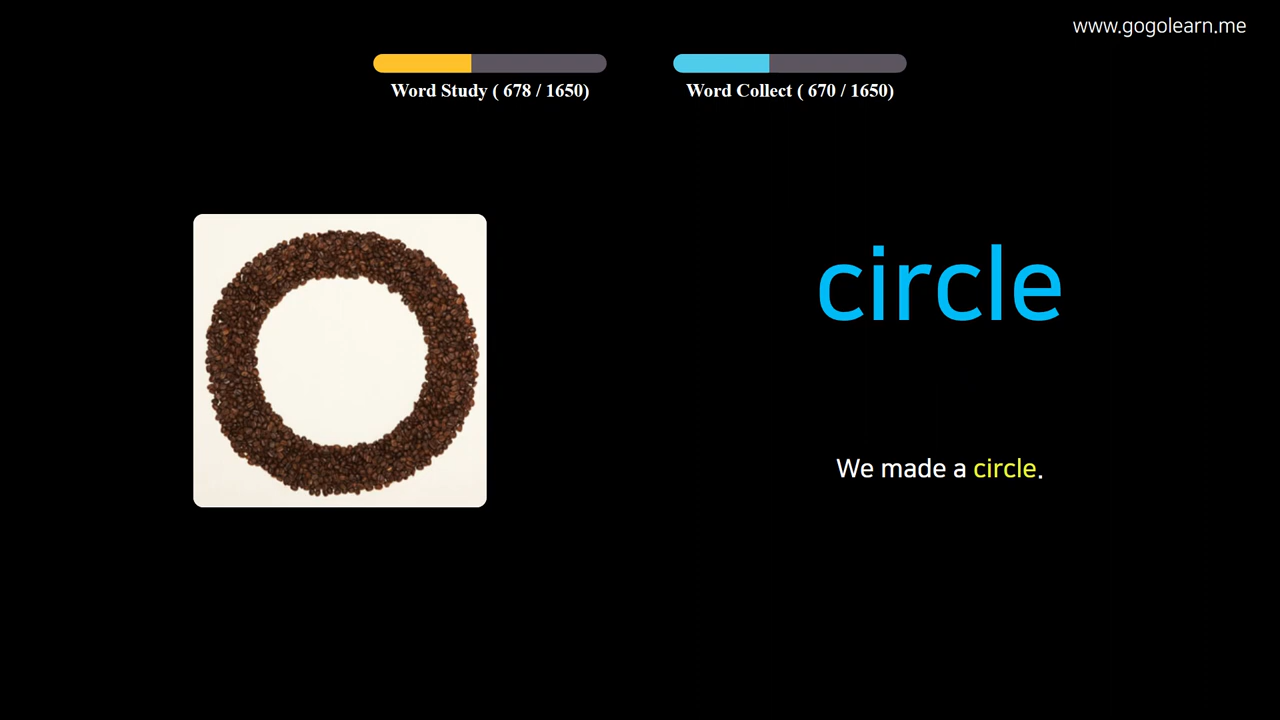 www.gogolearn.me
Word Study ( 678 / 1650)
Word Collect ( 670 / 1650)
circle
We made a circle.